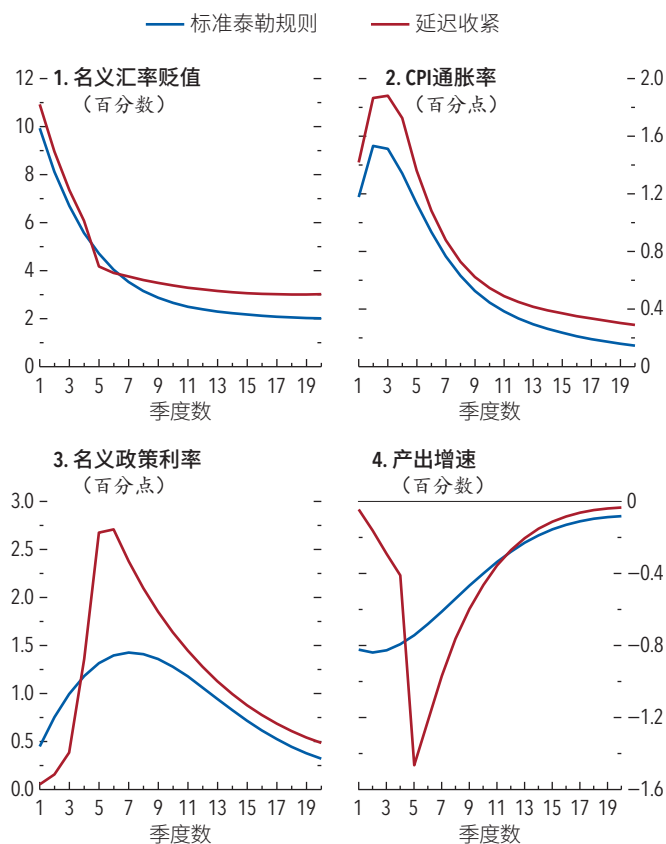 标准泰勒规则 延迟收紧
1. 名义汇率贬值
（百分数）
12
10
8
6
4
2
0
1 3 5 7 9 11 13 15 17 19
季度数
2. CPI通胀率
（百分点）
2.0
1.6
1.2
0.8
0.4
0
1 3 5 7 9 11 13 15 17 19
季度数
3. 名义政策利率
（百分点）
3.0
2.5
2.0
1.5
1.0
0.5
0.0
1 3 5 7 9 11 13 15 17 19
季度数
4. 产出增速
（百分数）
0
−0.4
−0.8
−1.2
−1.6
1 3 5 7 9 11 13 15 17 19
季度数